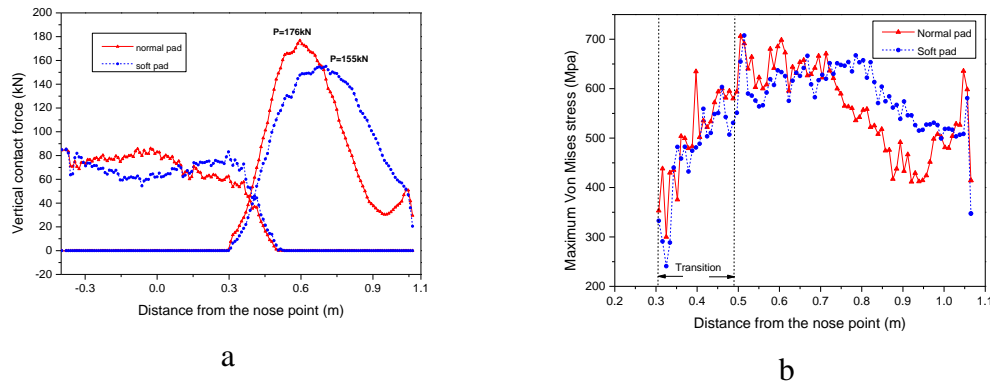 200
180
160
140
120
100
80
60
40
20
0
-20
Vertical contact force (kN)
normal pad
soft pad
P=176kN
P=155kN
-0.3 0.1 0.4 0.6 0.9 1.1
Distance from the nose point (m)
a
700
600
500
400
300
200
Maximum Von Mises stress (Mpa)
Normal pad
Soft pad
Transition
0.2 0.3 0.4 0.5 0.6 0.7 0.8 0.9 1.0 1.1
Distance from the nose point (m)
b